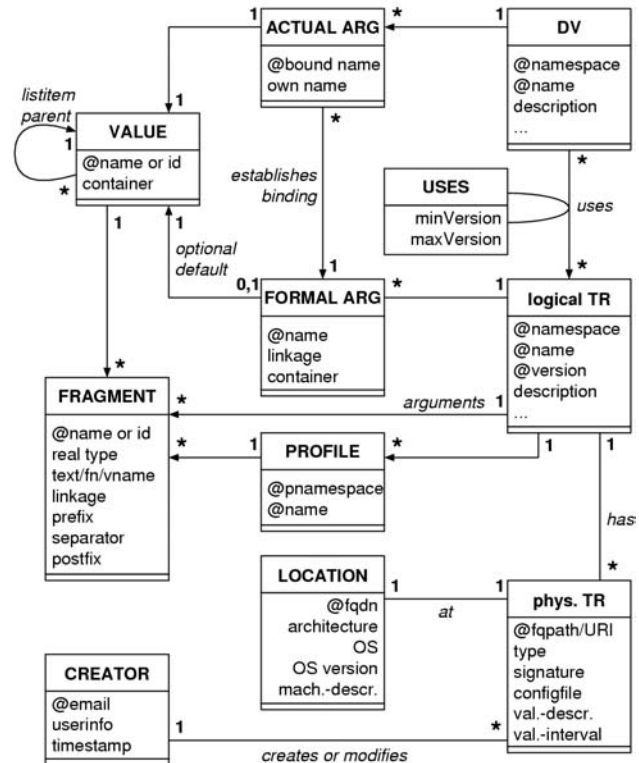 1
ACTUAL ARG
*
1
DV
@bound name
own name
@namespace
@name
description
...
listitem
parent
1
1
VALUE
@name or id
container
*
*
*
establishes
binding
USES
minVersion
maxVersion
uses
1
1
optional
default
0,1
1
*
FORMAL ARG
*
1
logical TR
@name
linkage
container
@namespace
@name
@version
description
...
*
FRAGMENT
*
arguments
1
@name or id
real type
text/fn/vname
linkage
prefix
separator
postfix
*
1
PROFILE
*
1
1
@pnamespace
@name
has
*
LOCATION
1
at
1
phys. TR
@fqdn
architecture
OS
OS version
mach.-descr.
@fqpath/URI
type
signature
configfile
val.-descr.
val.-interval
CREATOR
@email
userinfo
timestamp
1
*
creates or modifies